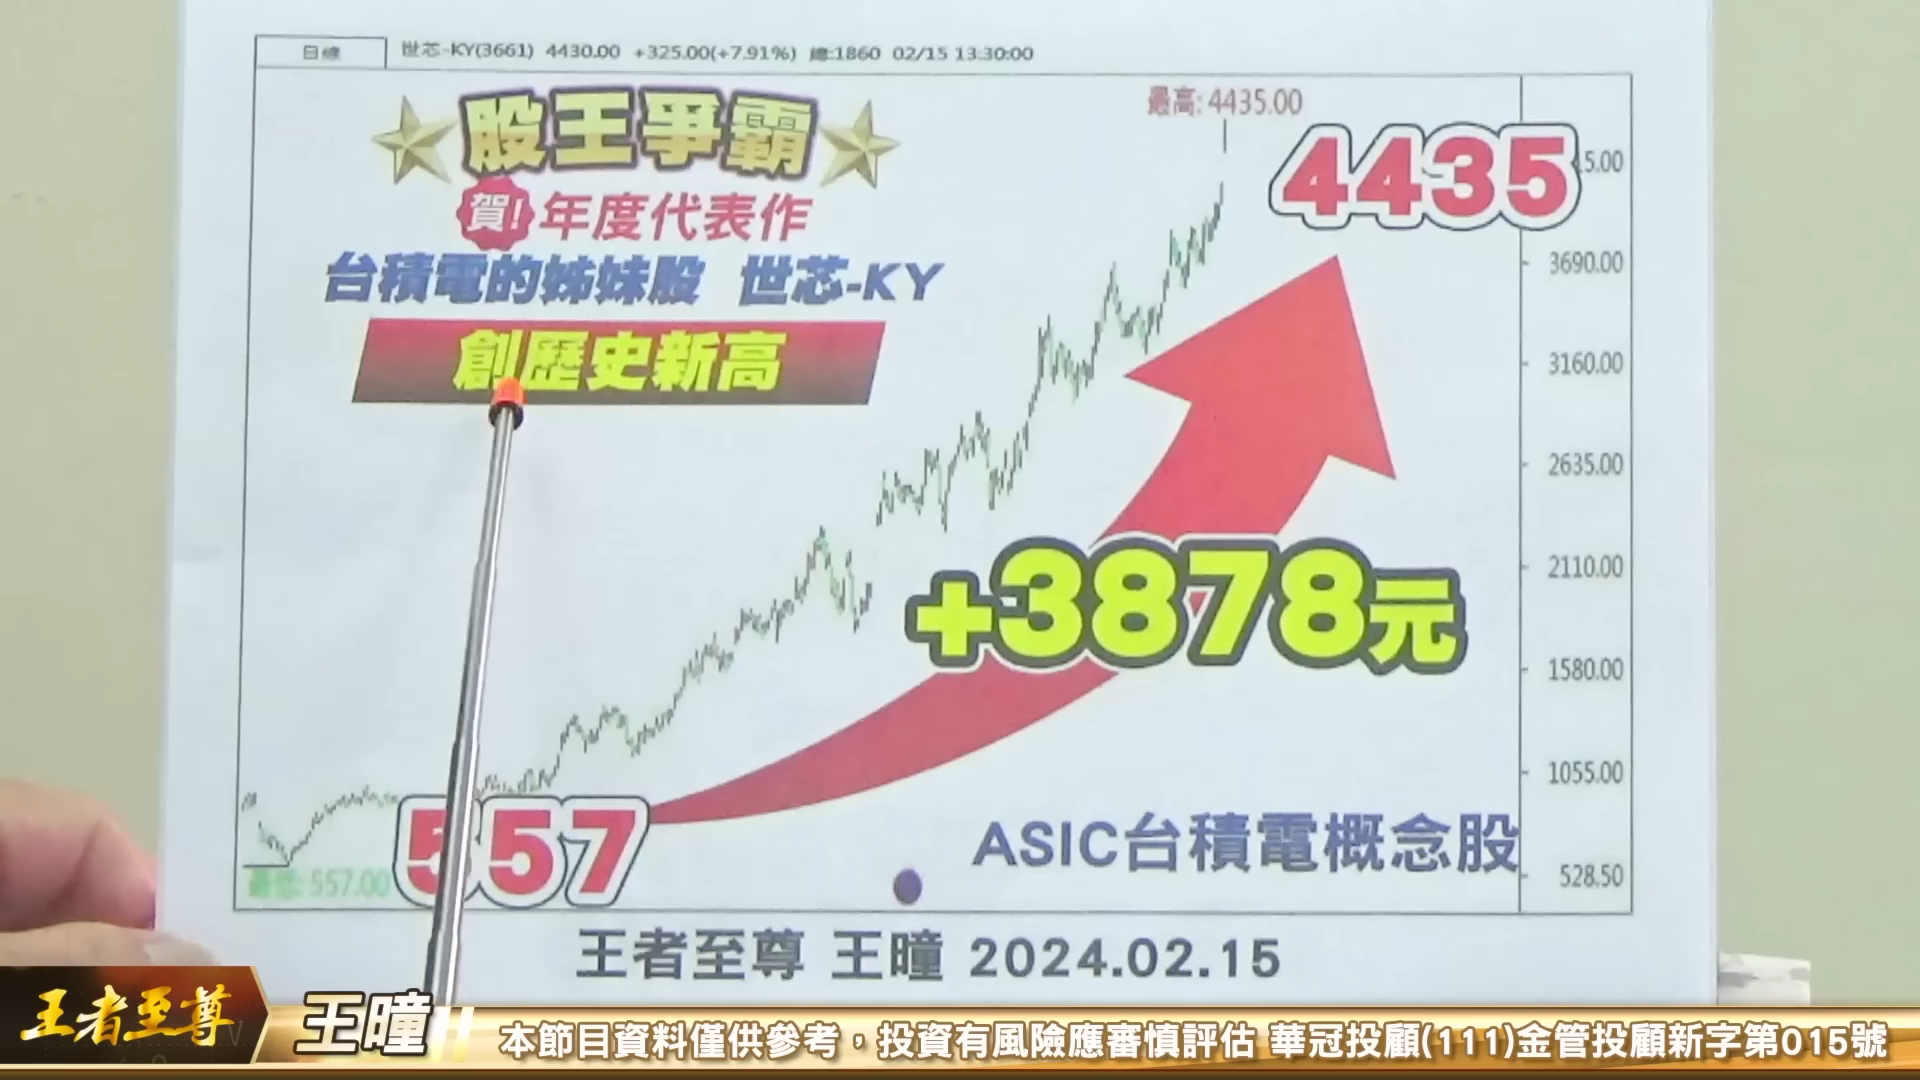 日線 世芯-KY(3661) 4430.00 +325.00(+7.91%) 總:1860 02/15 13:30:00
最高: 4435.00
股王爭霸
4435
5.00
賀! 年度代表作
台積電的姊妹股 世芯-KY
3690.00
創歷史新高
3160.00
2635.00
2110.00
+3878元
1580.00
1055.00
557
ASIC台積電概念股
最低: 557.00
528.50
王者至尊 王曈 2024.02.15
王者至尊
王曈
本節目資料僅供參考，投資有風險應審慎評估 華冠投顧(111)金管投顧新字第015號